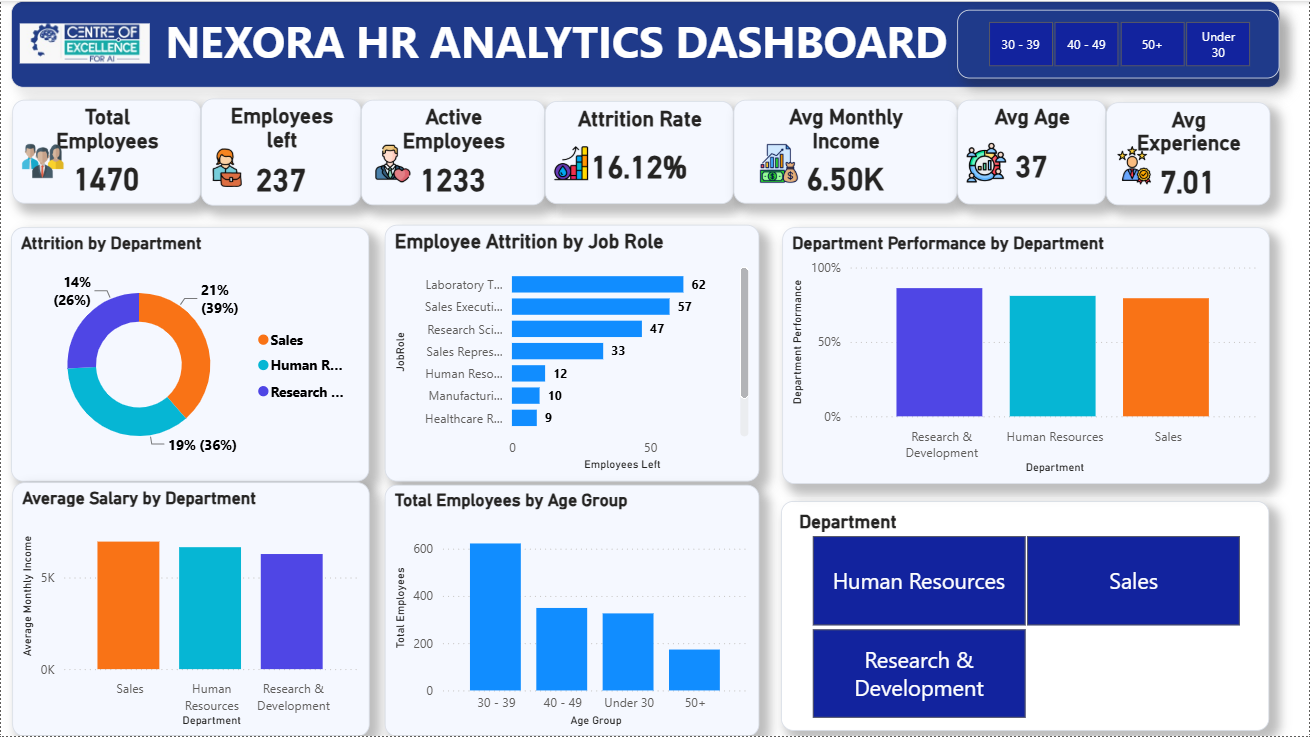 CENTRE OF
EXCELLENCE
FOR AI
NEXORA HR ANALYTICS DASHBOARD
30 - 39
40 - 49
50+
Under
30
Total
Employees
1470
Employees
left
237
Active
Employees
1233
Attrition Rate
16.12%
Avg Monthly
Income
6.50K
Avg Age
37
Avg
Experience
7.01
Attrition by Department
14%
(26%)
21%
(39%)
19% (36%)
Sales
Human R...
Research ...
Employee Attrition by Job Role
JobRole
Laboratory T... 62
Sales Executi... 57
Research Sci... 47
Sales Repres... 33
Human Reso... 12
Manufacturi... 10
Healthcare R... 9
0 50
Employees Left
Department Performance by Department
Department Performance
100%
50%
0%
Research &
Development
Human Resources
Sales
Department
Average Salary by Department
Average Monthly Income
5K
0K
Sales
Human
Resources
Research &
Development
Department
Total Employees by Age Group
Total Employees
600
400
200
0
30 - 39
40 - 49
Under 30
50+
Age Group
Department
Human Resources
Sales
Research &
Development